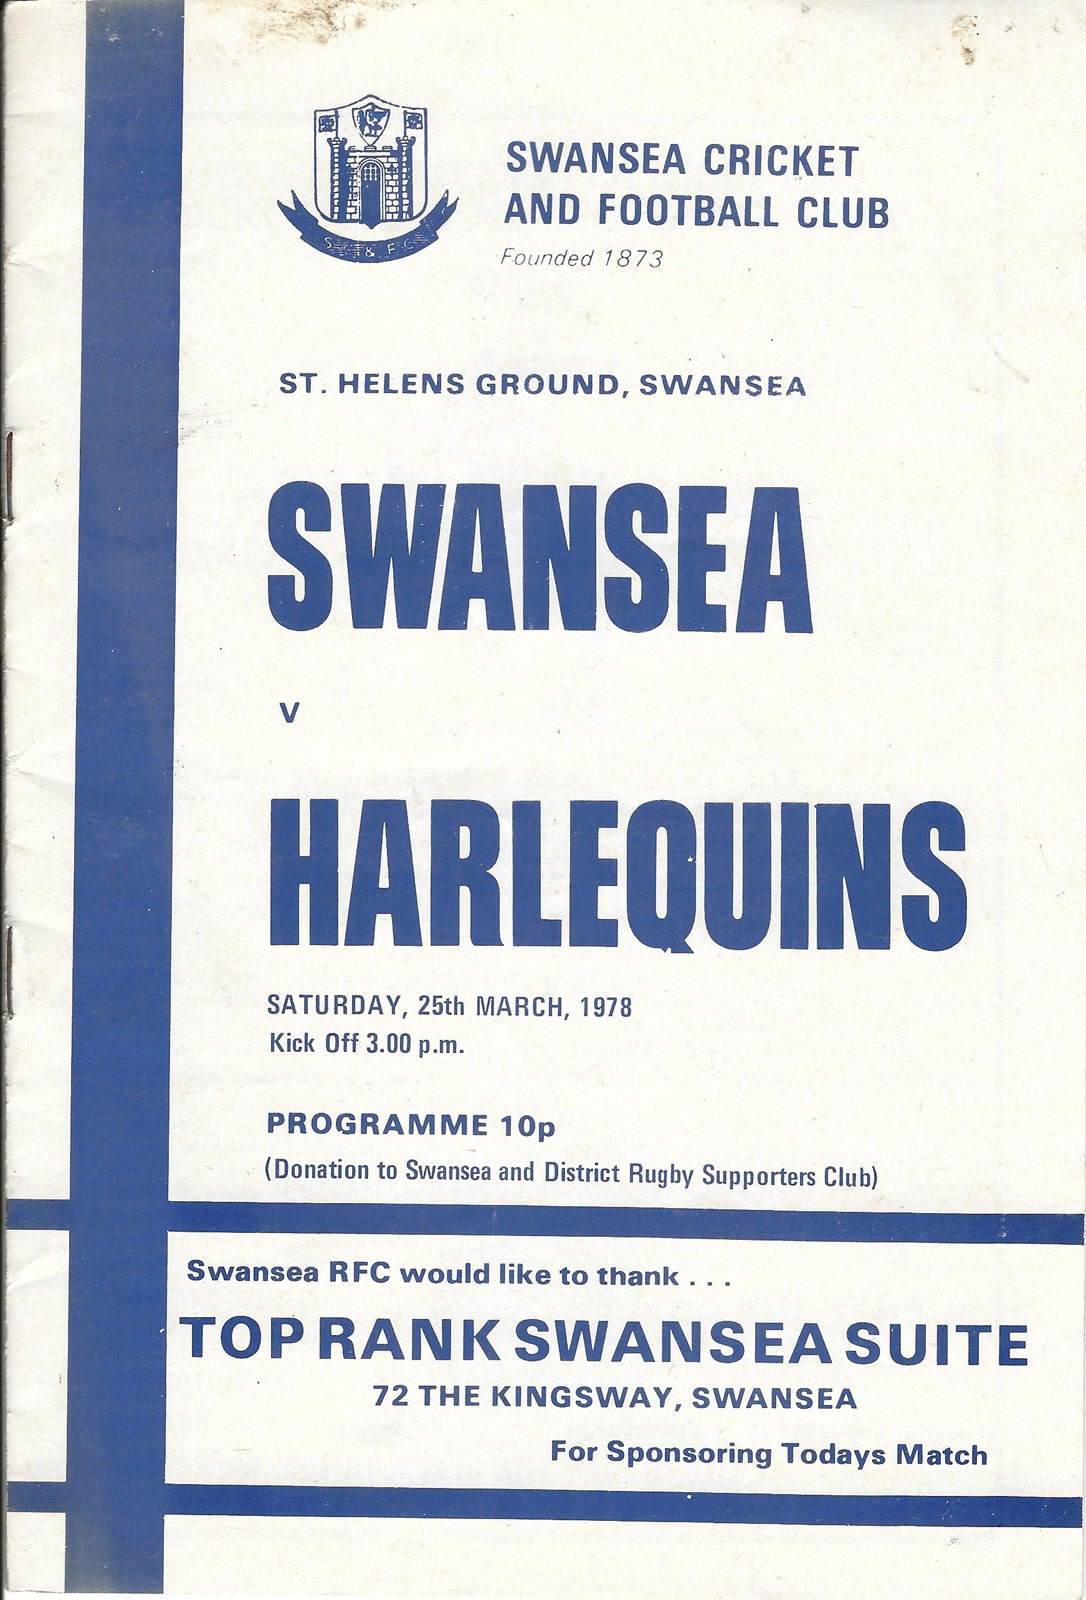 SWANSEA CRICKET
AND FOOTBALL CLUB
Founded 1873
S C & F C
ST. HELENS GROUND, SWANSEA
SWANSEA
V
HARLEQUINS
SATURDAY, 25th MARCH, 1978
Kick Off 3.00 p.m.
PROGRAMME 10p
(Donation to Swansea and District Rugby Supporters Club)
Swansea RFC would like to thank . . .
TOP RANK SWANSEA SUITE
72 THE KINGSWAY, SWANSEA
For Sponsoring Todays Match